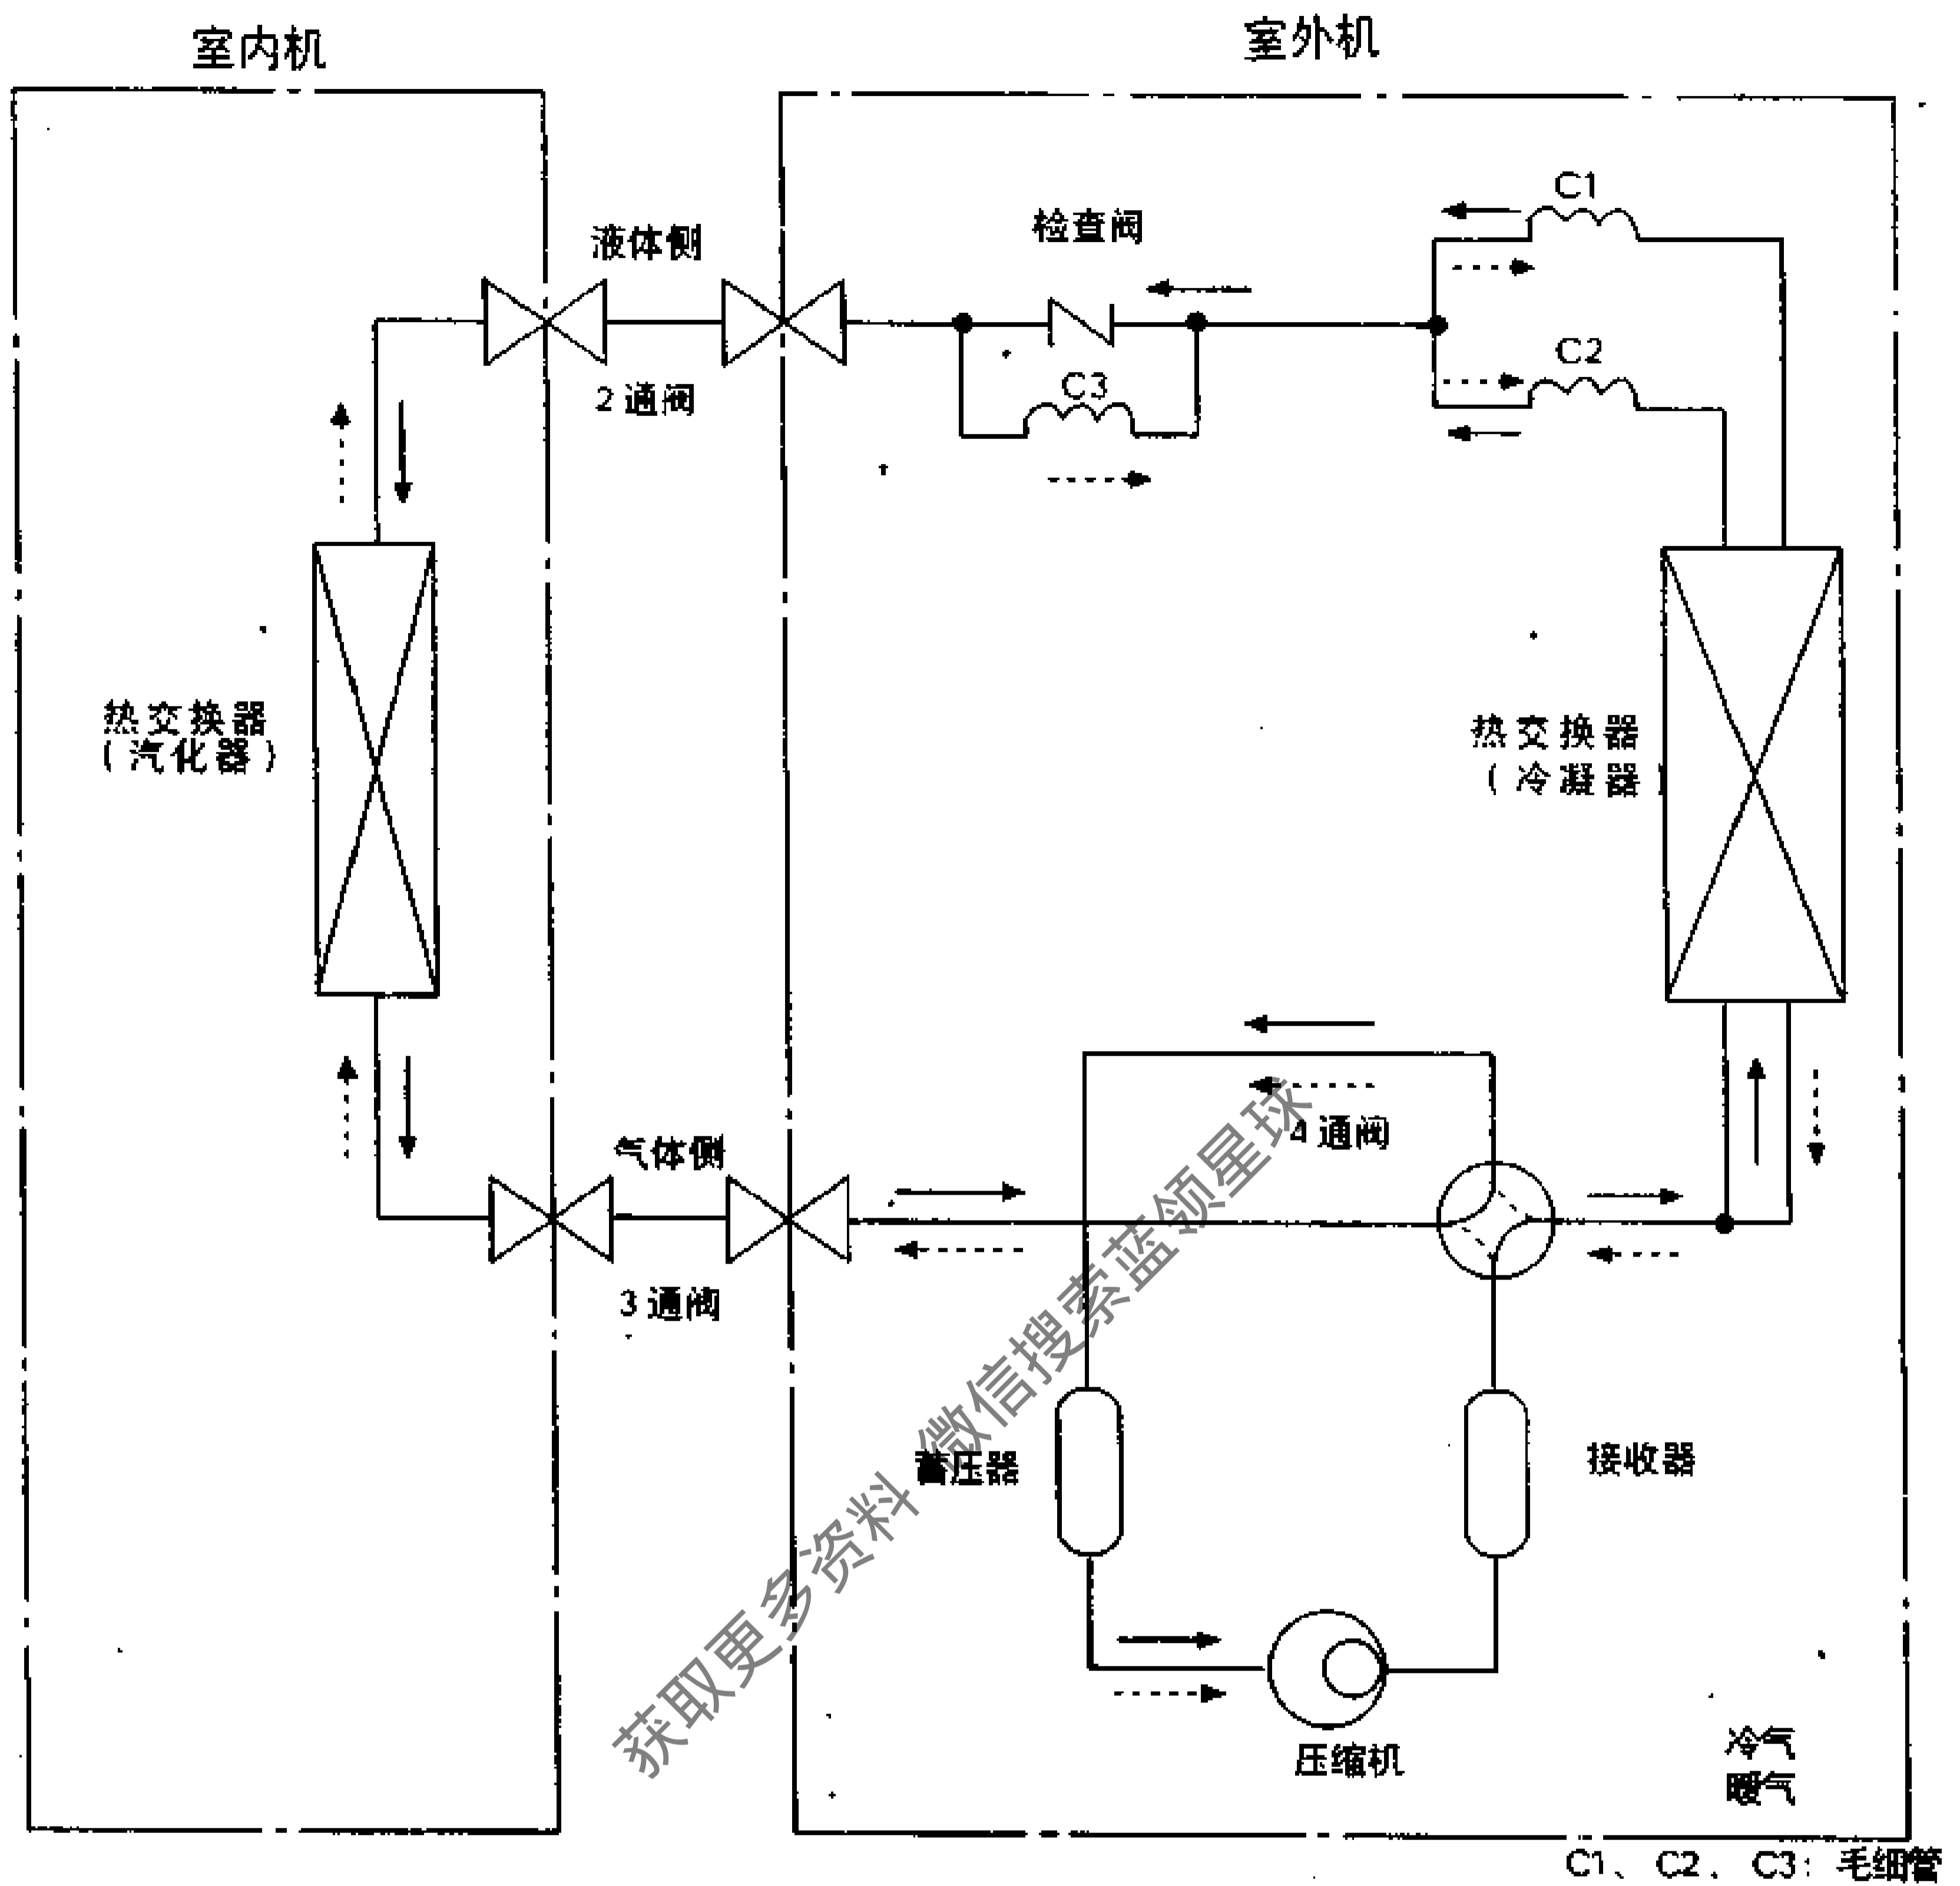 室内机
室外机
C1
液体侧
检查阀
C2
2通阀
C3
热交换器
(汽化器)
热交换器
(冷凝器
4通阀
气体侧
3通阀
蓄压器
接收器
压缩机
冷气
暖气
C1、C2、C3:毛细管
获取更多资料 微信搜索蓝领星球